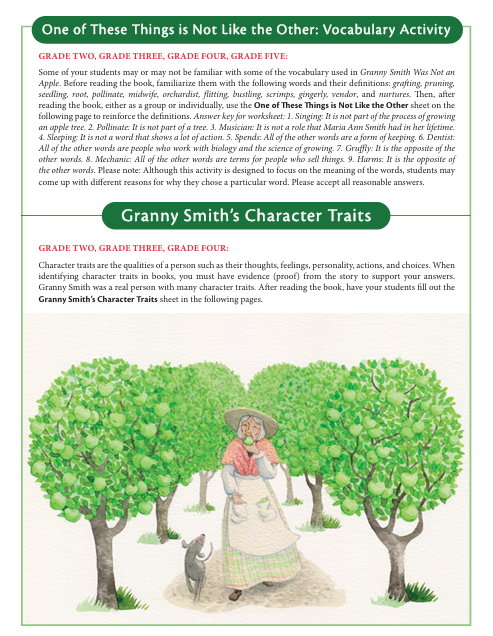 One of These Things is Not Like the Other: Vocabulary Activity
GRADE TWO, GRADE THREE, GRADE FOUR, GRADE FIVE:
Some of your students may or may not be familiar with some of the vocabulary used in Granny Smith Was Not an
Apple. Before reading the book, familiarize them with the following words and their definitions: grafting, pruning,
seedling, root, pollinate, midwife, orchardist, flitting, bustling, scrimps, gingerly, vendor, and nurtures. Then, after
reading the book, either as a group or individually, use the One of These Things is Not Like the Other sheet on the
following page to reinforce the definitions. Answer key for worksheet: 1. Singing: It is not part of the process of growing
an apple tree. 2. Pollinate: It is not part of a tree. 3. Musician: It is not a role that Maria Ann Smith had in her lifetime.
4. Sleeping: It is not a word that shows a lot of action. 5. Spends: All of the other words are a form of keeping. 6. Dentist:
All of the other words are people who work with biology and the science of growing. 7. Gruffly: It is the opposite of the
other words. 8. Mechanic: All of the other words are terms for people who sell things. 9. Harms: It is the opposite of
the other words. Please note: Although this activity is designed to focus on the meaning of the words, students may
come up with different reasons for why they chose a particular word. Please accept all reasonable answers.
Granny Smith's Character Traits
GRADE TWO, GRADE THREE, GRADE FOUR:
Character traits are the qualities of a person such as their thoughts, feelings, personality, actions, and choices. When
identifying character traits in books, you must have evidence (proof) from the story to support your answers.
Granny Smith was a real person with many character traits. After reading the book, have your students fill out the
Granny Smith's Character Traits sheet in the following pages.